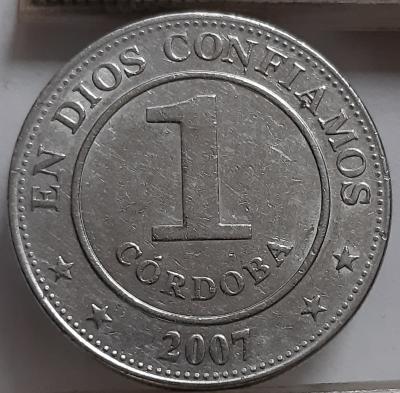 EN DIOS CONFIAMOS
1
CÓRDOBA
2007